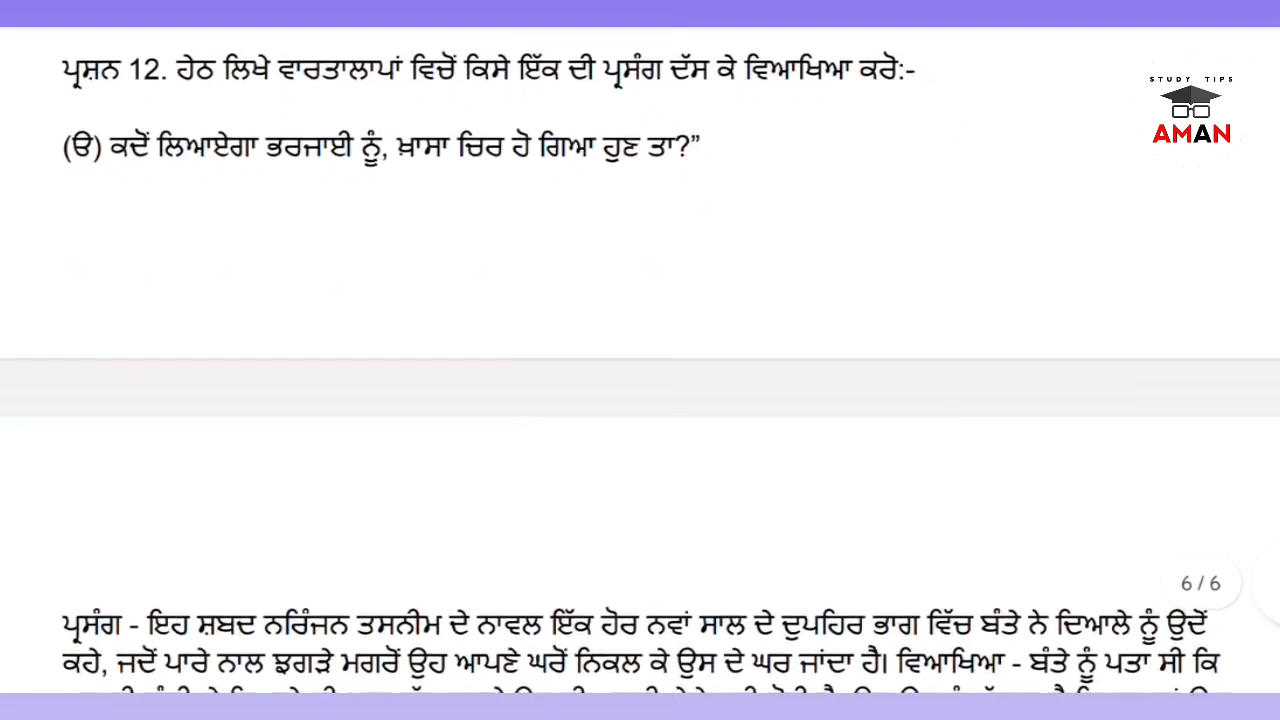 ਪ੍ਰਸ਼ਨ 12. ਹੇਠ ਲਿਖੇ ਵਾਰਤਾਲਾਪਾਂ ਵਿਚੋਂ ਕਿਸੇ ਇੱਕ ਦੀ ਪ੍ਰਸੰਗ ਦੱਸ ਕੇ ਵਿਆਖਿਆ ਕਰੋ:-
STUDY TIPS
AMAN
(ੳ) ਕਦੋਂ ਲਿਆਏਗਾ ਭਰਜਾਈ ਨੂੰ, ਖ਼ਾਸਾ ਚਿਰ ਹੋ ਗਿਆ ਹੁਣ ਤਾ?”
6 / 6
ਪ੍ਰਸੰਗ - ਇਹ ਸ਼ਬਦ ਨਰਿੰਜਨ ਤਸਨੀਮ ਦੇ ਨਾਵਲ ਇੱਕ ਹੋਰ ਨਵਾਂ ਸਾਲ ਦੇ ਦੁਪਹਿਰ ਭਾਗ ਵਿੱਚ ਬੰਤੇ ਨੇ ਦਿਆਲੇ ਨੂੰ ਉਦੋਂ
ਕਹੇ, ਜਦੋਂ ਪਾਰੇ ਨਾਲ ਝਗੜੇ ਮਗਰੋਂ ਉਹ ਆਪਣੇ ਘਰੋਂ ਨਿਕਲ ਕੇ ਉਸ ਦੇ ਘਰ ਜਾਂਦਾ ਹੈ। ਵਿਆਖਿਆ - ਬੰਤੇ ਨੂੰ ਪਤਾ ਸੀ ਕਿ